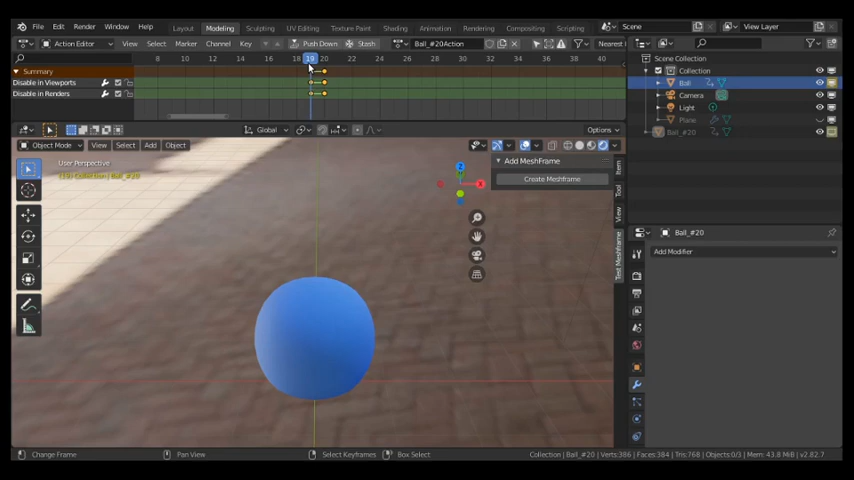 File Edit Render Window Help Layout Modeling Sculpting UV Editing Texture Paint Shading Animation Rendering Compositing Scripting Scene View Layer
Action Editor View Select Marker Channel Key Push Down Stash Ball_#20Action Nearest
Scene Collection
8 10 12 14 16 18 19 20 22 24 26 28 30 32 34 36 38 40 42
Summary
Disable in Viewports
Disable in Renders
Collection
Ball
Camera
Light
Plane
Ball_#20
Global Options
Object Mode View Select Add Object
User Perspective
(19) Collection | Ball_#20
Add MeshFrame
Create Meshframe
Item
Tool
View
Test Meshframe
Z
X
Ball_#20
Add Modifier
Change Frame Pan View Select Keyframes Box Select Collection | Ball_#20 | Verts:386 | Faces:384 | Tris:768 | Objects:0/3 | Mem: 43.8 MiB | v2.82.7